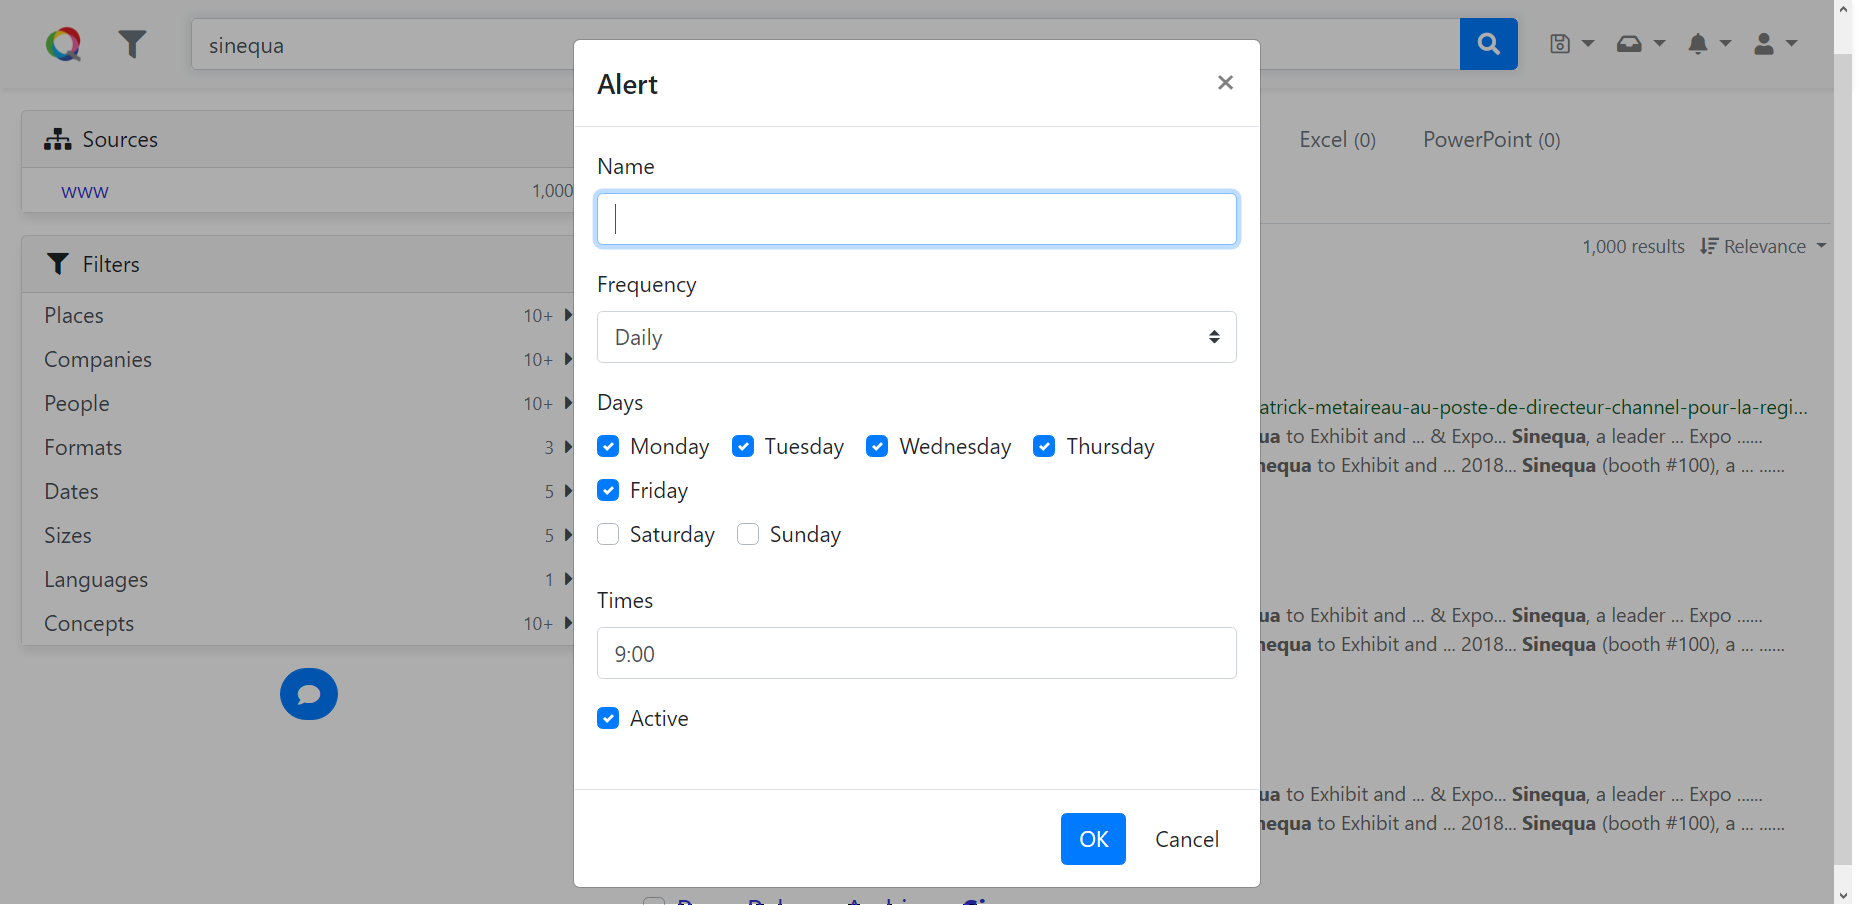 sinequa
Alert
×
Sources
www 1,000
Filters
Places 10+
Companies 10+
People 10+
Formats 3
Dates 5
Sizes 5
Languages 1
Concepts 10+
Name
Frequency
Daily
Days
Monday Tuesday Wednesday Thursday
Friday
Saturday Sunday
Times
9:00
Active
OK Cancel
Excel (0) PowerPoint (0)
1,000 results Relevance
atrick-metaireau-au-poste-de-directeur-channel-pour-la-regi...
ua to Exhibit and ... & Expo... Sinequa, a leader ... Expo ......
nequa to Exhibit and ... 2018... Sinequa (booth #100), a ... ......
ua to Exhibit and ... & Expo... Sinequa, a leader ... Expo ......
nequa to Exhibit and ... 2018... Sinequa (booth #100), a ... ......
ua to Exhibit and ... & Expo... Sinequa, a leader ... Expo ......
nequa to Exhibit and ... 2018... Sinequa (booth #100), a ... ......